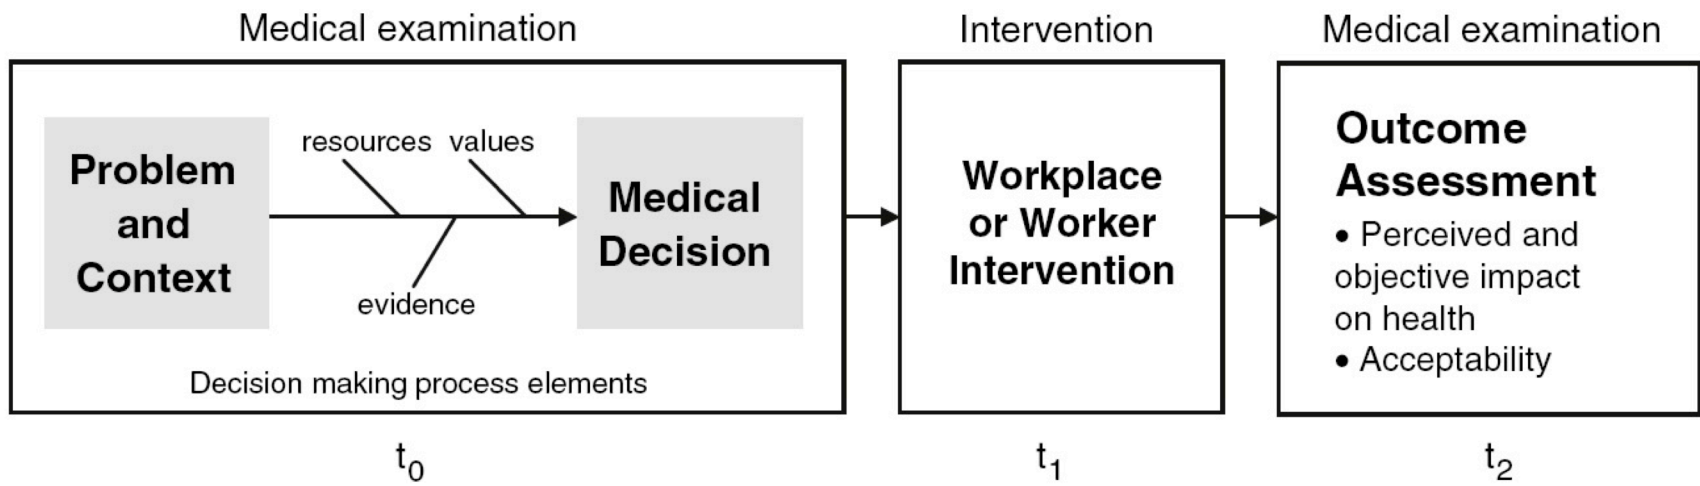 Medical examination
Problem
and
Context
resources
values
evidence
Medical
Decision
Decision making process elements
t0
Intervention
Workplace
or Worker
Intervention
t1
Medical examination
Outcome
Assessment
• Perceived and
objective impact
on health
• Acceptability
t2